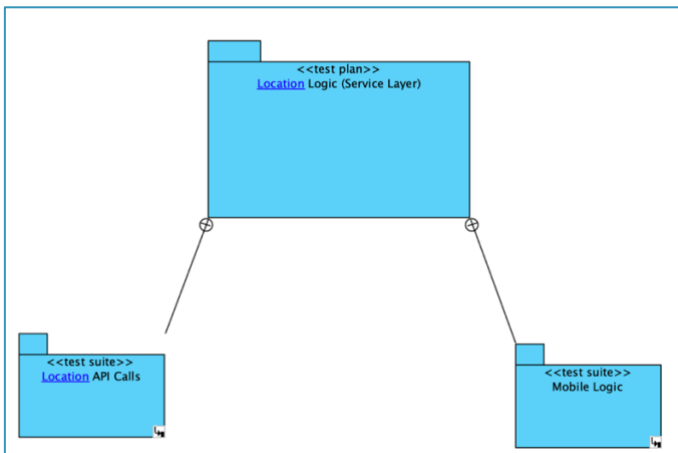 <<test plan>>
Location Logic (Service Layer)
<<test suite>>
Location API Calls
<<test suite>>
Mobile Logic